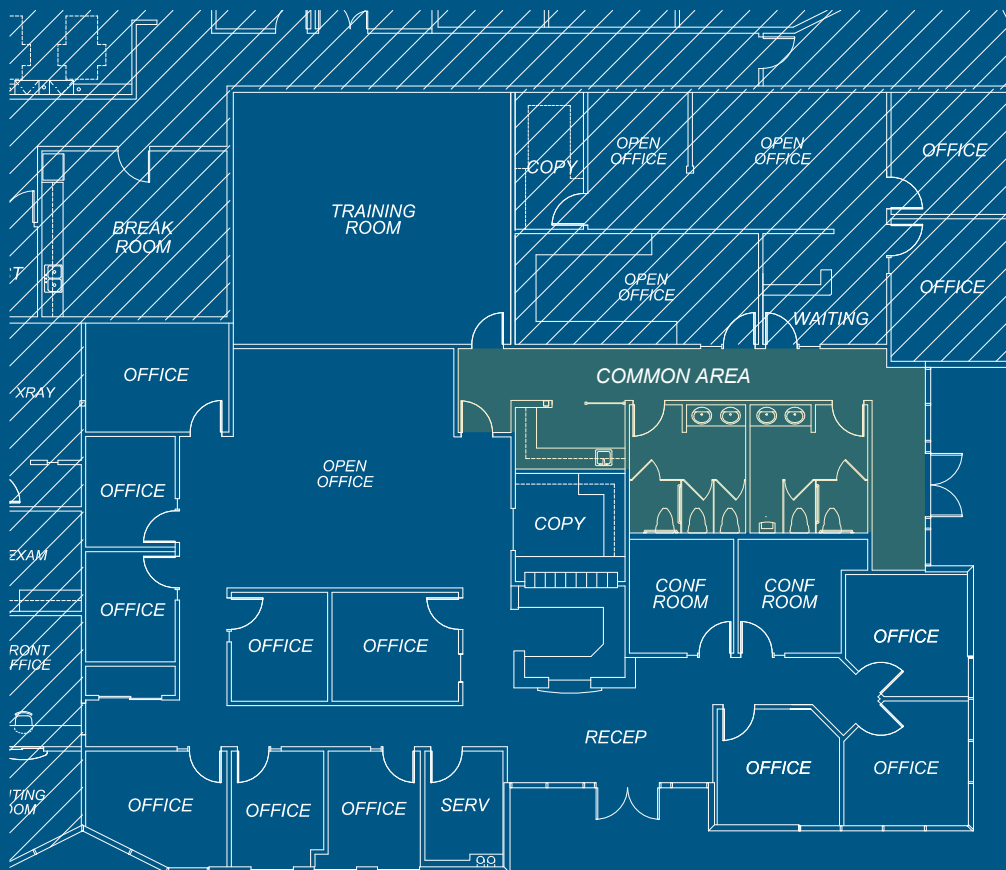 OPEN
OFFICE
OPEN
OFFICE
OFFICE
COPY
TRAINING
ROOM
BREAK
ROOM
OPEN
OFFICE
OFFICE
WAITING
OFFICE
COMMON AREA
XRAY
OPEN
OFFICE
OFFICE
COPY
EXAM
CONF
ROOM
CONF
ROOM
OFFICE
OFFICE
OFFICE
OFFICE
RECEP
OFFICE
OFFICE
OFFICE
OFFICE
OFFICE
SERV